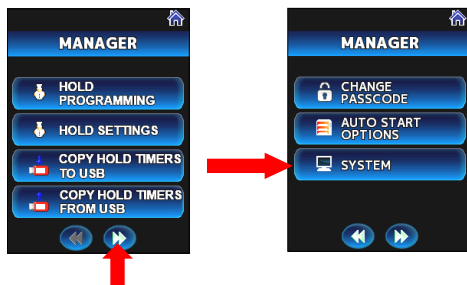 MANAGER
HOLD
PROGRAMMING
HOLD SETTINGS
COPY HOLD TIMERS
TO USB
COPY HOLD TIMERS
FROM USB
MANAGER
CHANGE
PASSCODE
AUTO START
OPTIONS
SYSTEM